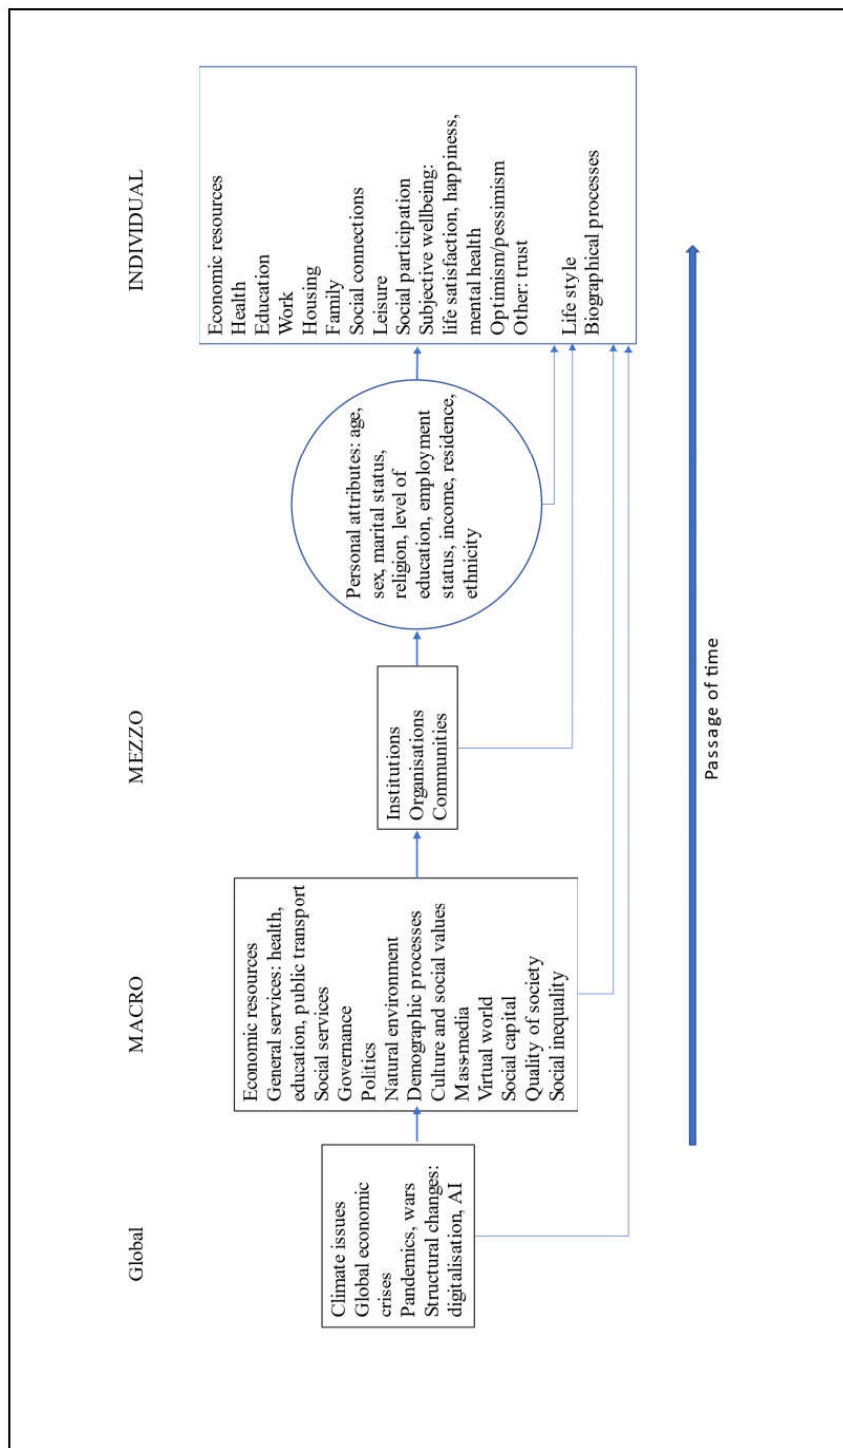 Global
MACRO
MEZZO
INDIVIDUAL
Climate issues
Global economic
crises
Pandemics, wars
Structural changes:
digitalisation, AI
Economic resources
General services: health,
education, public transport
Social services
Governance
Politics
Natural environment
Demographic processes
Culture and social values
Mass-media
Virtual world
Social capital
Quality of society
Social inequality
Institutions
Organisations
Communities
Personal attributes: age,
sex, marital status,
religion, level of
education, employment
status, income, residence,
ethnicity
Economic resources
Health
Education
Work
Housing
Family
Social connections
Leisure
Social participation
Subjective wellbeing:
life satisfaction, happiness,
mental health
Optimism/pessimism
Other: trust
Life style
Biographical processes
Passage of time